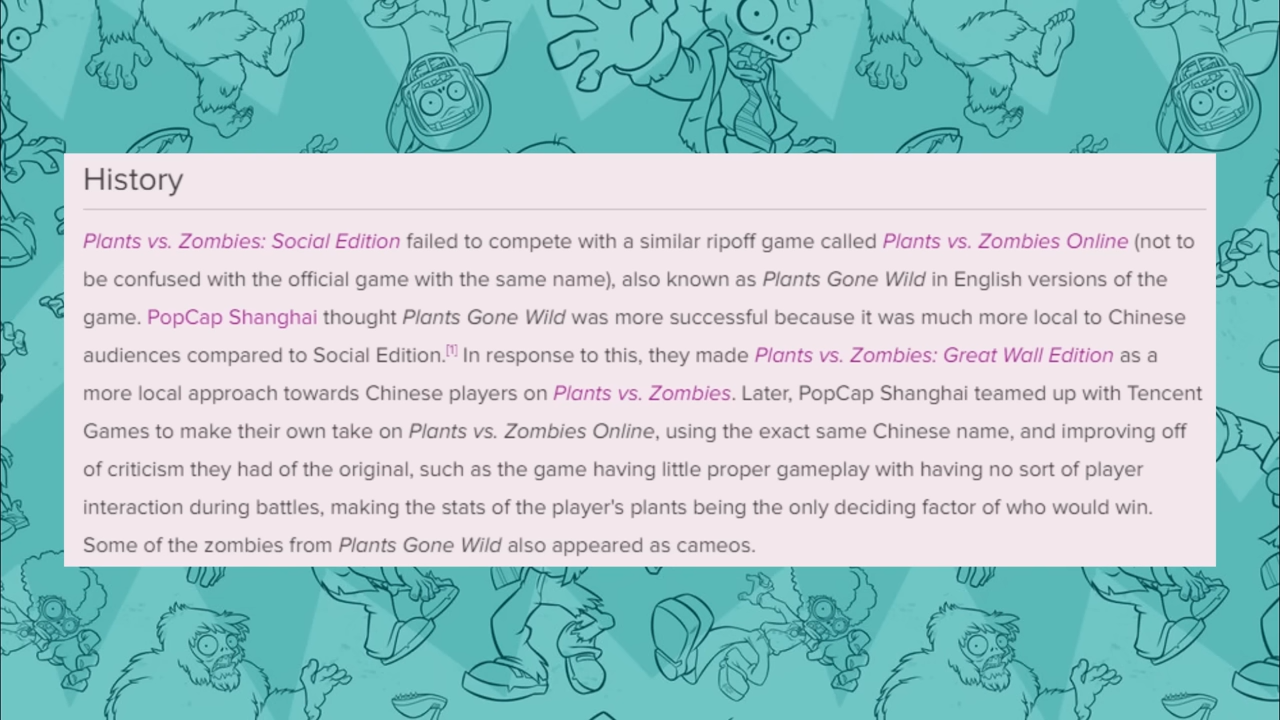 History
Plants vs. Zombies: Social Edition failed to compete with a similar ripoff game called Plants vs. Zombies Online (not to
be confused with the official game with the same name), also known as Plants Gone Wild in English versions of the
game. PopCap Shanghai thought Plants Gone Wild was more successful because it was much more local to Chinese
audiences compared to Social Edition.[1] In response to this, they made Plants vs. Zombies: Great Wall Edition as a
more local approach towards Chinese players on Plants vs. Zombies. Later, PopCap Shanghai teamed up with Tencent
Games to make their own take on Plants vs. Zombies Online, using the exact same Chinese name, and improving off
of criticism they had of the original, such as the game having little proper gameplay with having no sort of player
interaction during battles, making the stats of the player's plants being the only deciding factor of who would win.
Some of the zombies from Plants Gone Wild also appeared as cameos.